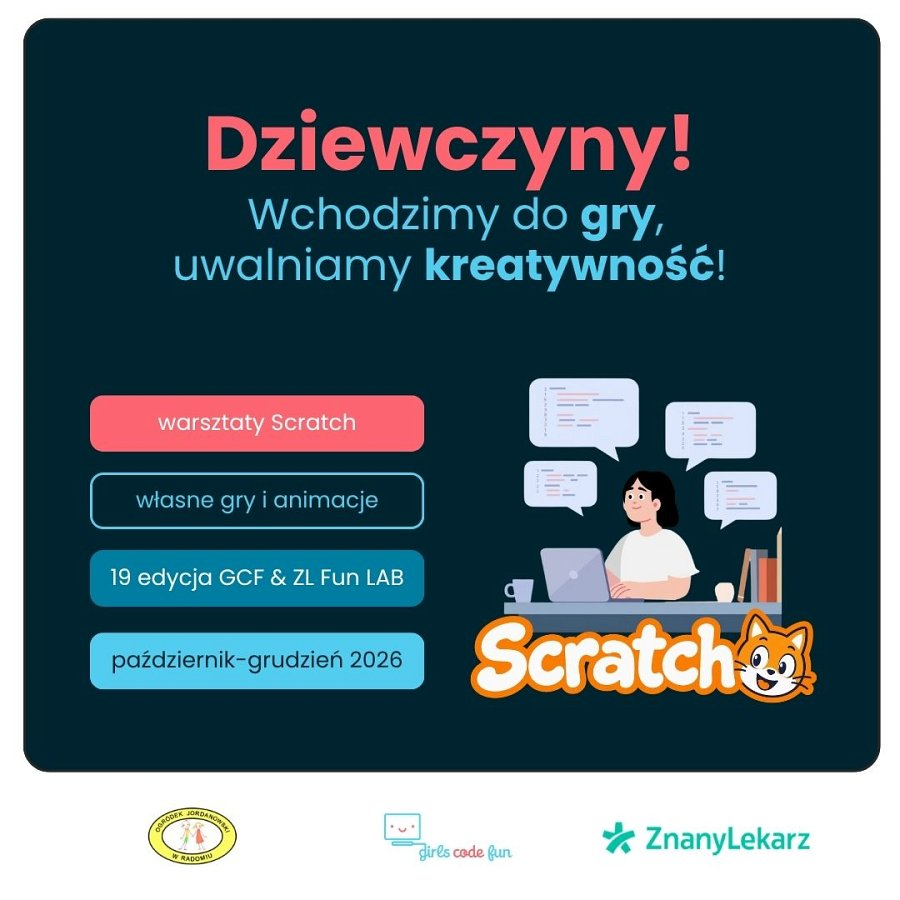 Dziewczyny!
Wchodzimy do gry,
uwalniamy kreatywność!
warsztaty Scratch
własne gry i animacje
19 edycja GCF & ZL Fun LAB
październik-grudzień 2026
Scratch
OGRÓDEK JORDANOWSKI
W RADOMIU
girls code fun
ZnanyLekarz